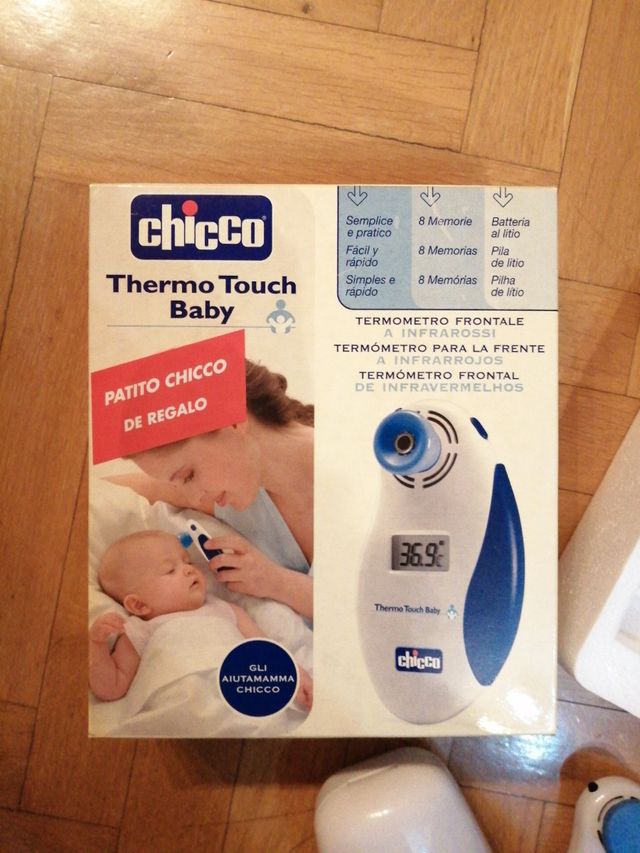 chicco
Thermo Touch
Baby
PATITO CHICCO
DE REGALO
GLI
AIUTAMAMMA
CHICCO
Semplice
e pratico
Fácil y
rápido
Simples e
rápido
8 Memorie
8 Memorias
8 Memórias
Batteria
al litio
Pila
de litio
Pilha
de lítio
TERMOMETRO FRONTALE
A INFRAROSSI
TERMÓMETRO PARA LA FRENTE
A INFRARROJOS
TERMÓMETRO FRONTAL
DE INFRAVERMELHOS
36.9°C
Thermo Touch Baby
chicco